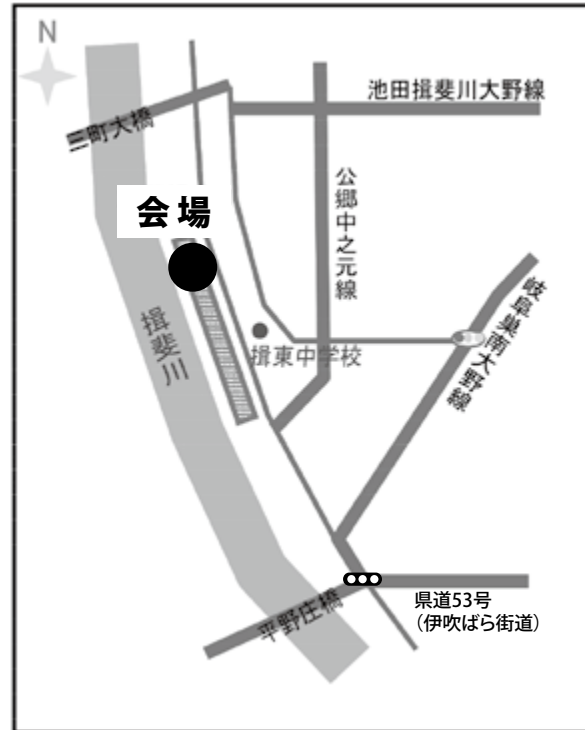 N
池田揖斐川大野線
三町大橋
公郷中之元線
会場
岐阜巣南大野線
揖斐川
揖東中学校
県道53号
（伊吹ばら街道）
平野庄橋